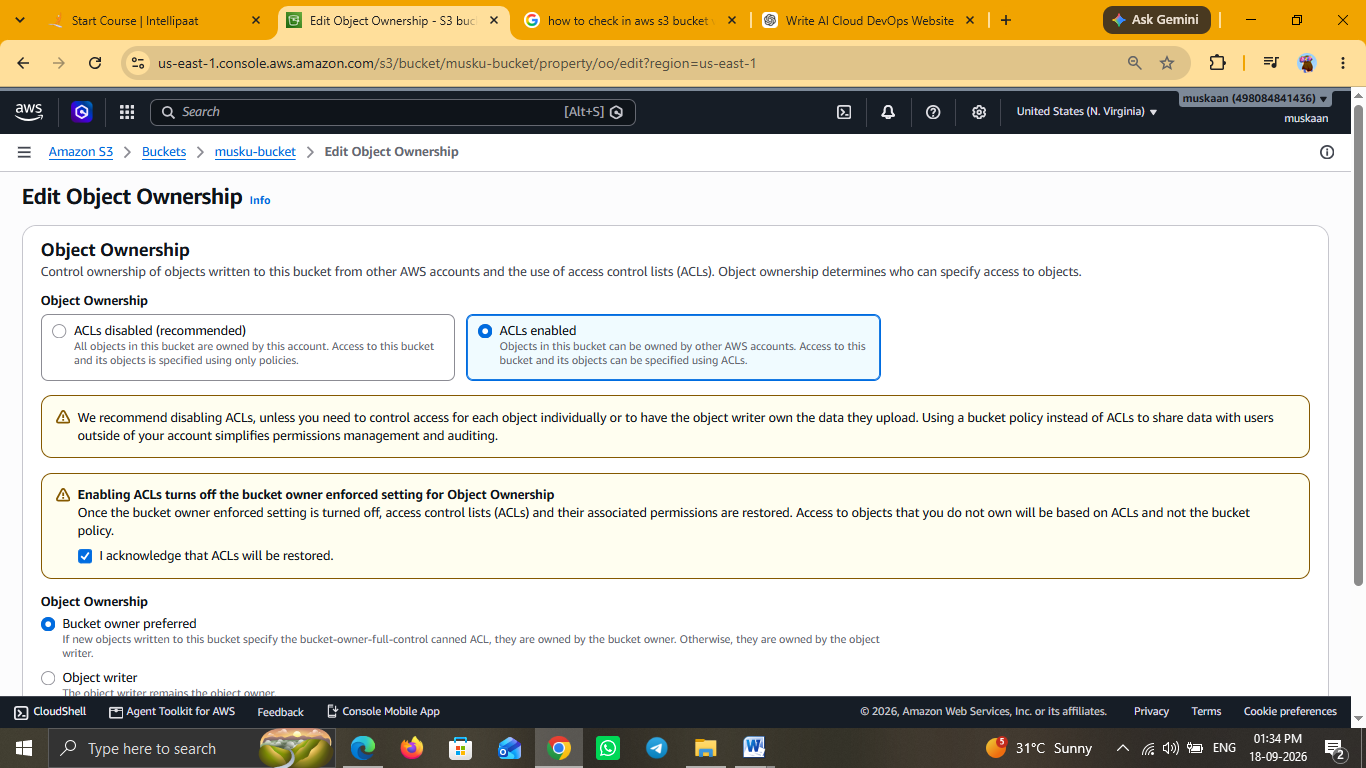 Start Course | Intellipaat
Edit Object Ownership - S3 buc
how to check in aws s3 bucket
Write AI Cloud DevOps Website
Ask Gemini
us-east-1.console.aws.amazon.com/s3/bucket/musku-bucket/property/oo/edit?region=us-east-1
aws
Search
[Alt+S]
United States (N. Virginia)
muskaan (498084841436)
muskaan
Amazon S3
Buckets
musku-bucket
Edit Object Ownership
Edit Object Ownership
Info
Object Ownership
Control ownership of objects written to this bucket from other AWS accounts and the use of access control lists (ACLs). Object ownership determines who can specify access to objects.
Object Ownership
ACLs disabled (recommended)
All objects in this bucket are owned by this account. Access to this bucket
and its objects is specified using only policies.
ACLs enabled
Objects in this bucket can be owned by other AWS accounts. Access to this
bucket and its objects can be specified using ACLs.
We recommend disabling ACLs, unless you need to control access for each object individually or to have the object writer own the data they upload. Using a bucket policy instead of ACLs to share data with users
outside of your account simplifies permissions management and auditing.
Enabling ACLs turns off the bucket owner enforced setting for Object Ownership
Once the bucket owner enforced setting is turned off, access control lists (ACLs) and their associated permissions are restored. Access to objects that you do not own will be based on ACLs and not the bucket
policy.
I acknowledge that ACLs will be restored.
Object Ownership
Bucket owner preferred
If new objects written to this bucket specify the bucket-owner-full-control canned ACL, they are owned by the bucket owner. Otherwise, they are owned by the object
writer.
Object writer
The object writer remains the object owner.
CloudShell
Agent Toolkit for AWS
Feedback
Console Mobile App
© 2026, Amazon Web Services, Inc. or its affiliates.
Privacy
Terms
Cookie preferences
Type here to search
5
31°C Sunny
ENG
01:34 PM
18-09-2026
2